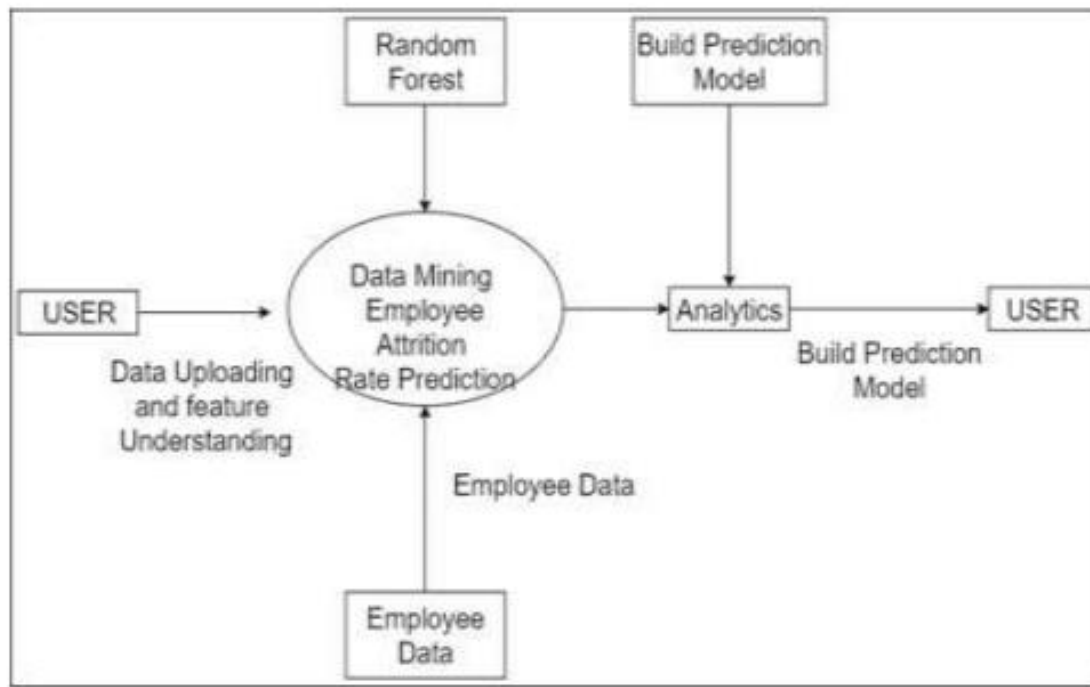 Random
Forest
Build Prediction
Model
Data Mining
Employee
Attrition
Rate Prediction
USER
Data Uploading
and feature
Understanding
Analytics
USER
Build Prediction
Model
Employee Data
Employee
Data